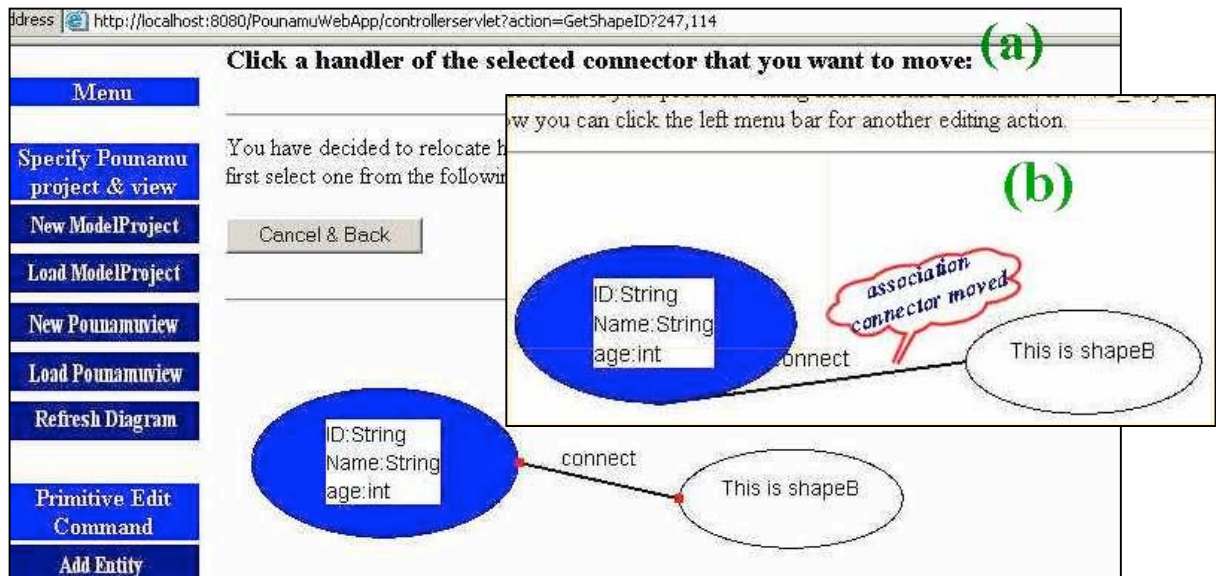 ddress http://localhost:8080/PounamuWebApp/controllerservlet?action=GetShapeID?247,114
(a)
Click a handler of the selected connector that you want to move:
Menu
Specify Pounamu
project & view
New ModelProject
Load ModelProject
New Pounamuview
Load Pounamuview
Refresh Diagram
Primitive Edit
Command
Add Entity
You have decided to relocate h
first select one from the followin
Cancel & Back
ID:String
Name:String
age:int
connect
This is shapeB
ow you can click the left menu bar for another editing action.
(b)
ID:String
Name:String
age:int
onnect
association
connector moved
This is shapeB